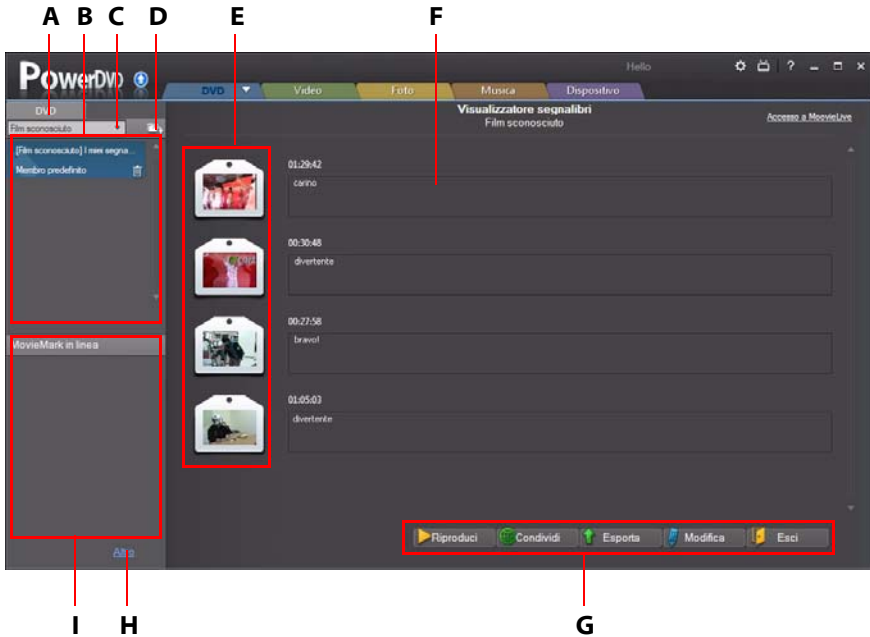 A B C D E F
PowerDVD
Hello
?
DVD Video Foto Musica Dispositivo
DVD
Film sconosciuto
Visualizzatore segnalibri
Film sconosciuto
Accesso a MoovieLive
[Film sconosciuto] I miei segna...
Membro predefinito
01:29:42
carino
00:30:48
divertente
00:27:58
bravo!
01:05:03
divertente
MovieMark in linea
Altro
Riproduci Condividi Esporta Modifica Esci
I H G